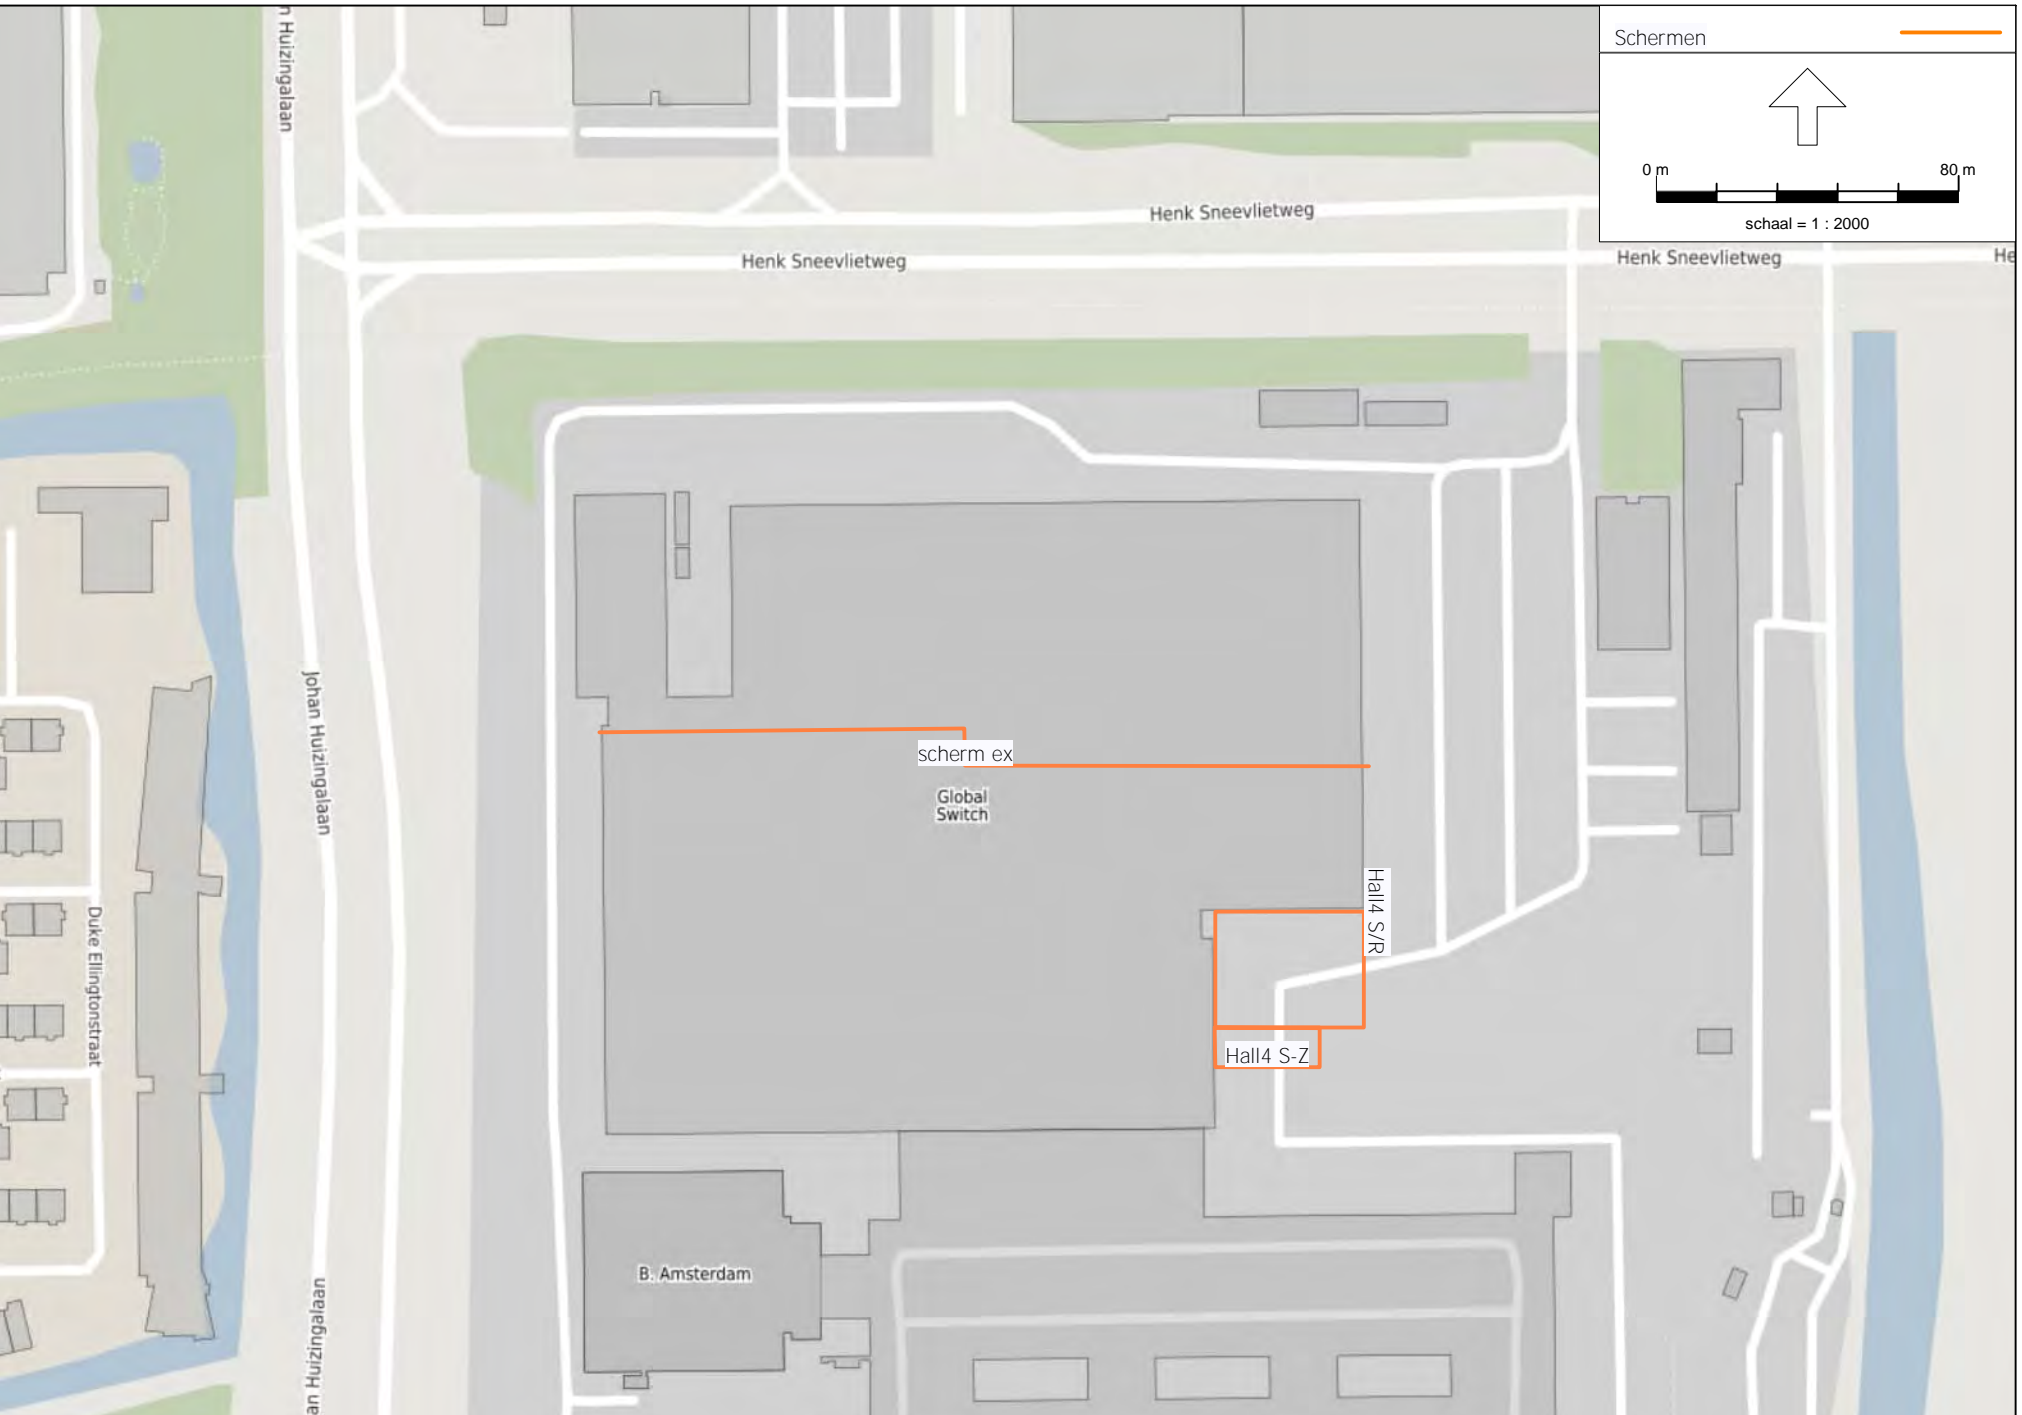 n Huizingalaan
Schermen
0 m
80 m
schaal = 1 : 2000
Henk Sneevlietweg
Henk Sneevlietweg
Henk Sneevlietweg
He
Johan Huizingalaan
scherm ex
Global
Switch
Hall4 S/R
Duke Ellingtonstraat
Hall4 S-Z
B. Amsterdam
an Huizingalaan